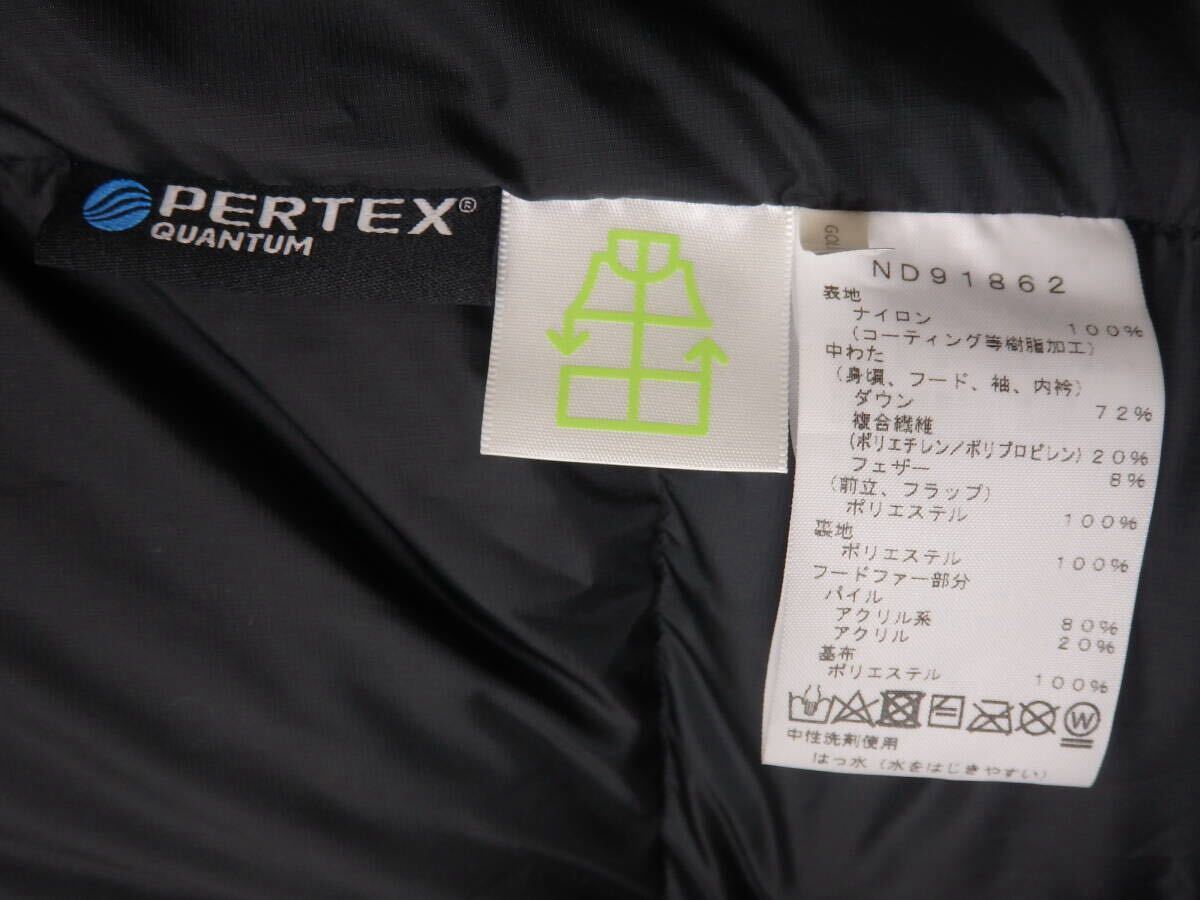 PERTEX®
QUANTUM
ND91862
表地
ナイロン 100%
(コーティング等樹脂加工)
中わた
(身頃、フード、袖、内衿)
ダウン 72%
複合繊維
(ポリエチレン/ポリプロピレン) 20%
フェザー 8%
(前立、フラップ)
ポリエステル 100%
裏地
ポリエステル 100%
フードファー部分
パイル
アクリル系 80%
アクリル 20%
基布
ポリエステル 100%
W
中性洗剤使用
はっ水 (水をはじきやすい)